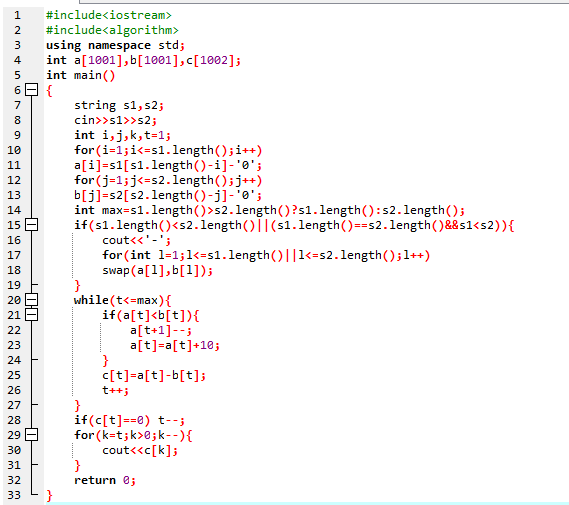 1 #include<iostream>
2 #include<algorithm>
3 using namespace std;
4 int a[1001],b[1001],c[1002];
5 int main()
6 {
7 string s1,s2;
8 cin>>s1>>s2;
9 int i,j,k,t=1;
10 for(i=1;i<=s1.length();i++)
11 a[i]=s1[s1.length()-i]-'0';
12 for(j=1;j<=s2.length();j++)
13 b[j]=s2[s2.length()-j]-'0';
14 int max=s1.length()>s2.length()?s1.length():s2.length();
15 if(s1.length()<s2.length()||(s1.length()==s2.length()&&s1<s2)){
16 cout<<'-';
17 for(int l=1;l<=s1.length()||l<=s2.length();l++)
18 swap(a[l],b[l]);
19 }
20 while(t<=max){
21 if(a[t]<b[t]){
22 a[t+1]--;
23 a[t]=a[t]+10;
24 }
25 c[t]=a[t]-b[t];
26 t++;
27 }
28 if(c[t]==0) t--;
29 for(k=t;k>0;k--){
30 cout<<c[k];
31 }
32 return 0;
33 }